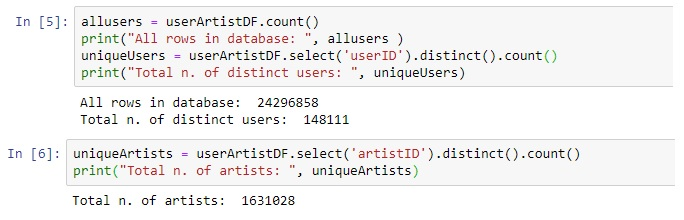 In [5]: allusers = userArtistDF.count()
print("All rows in database: ", allusers )
uniqueUsers = userArtistDF.select('userID').distinct().count()
print("Total n. of distinct users: ", uniqueUsers)
All rows in database:  24296858
Total n. of distinct users:  148111
In [6]: uniqueArtists = userArtistDF.select('artistID').distinct().count()
print("Total n. of artists: ", uniqueArtists)
Total n. of artists:  1631028